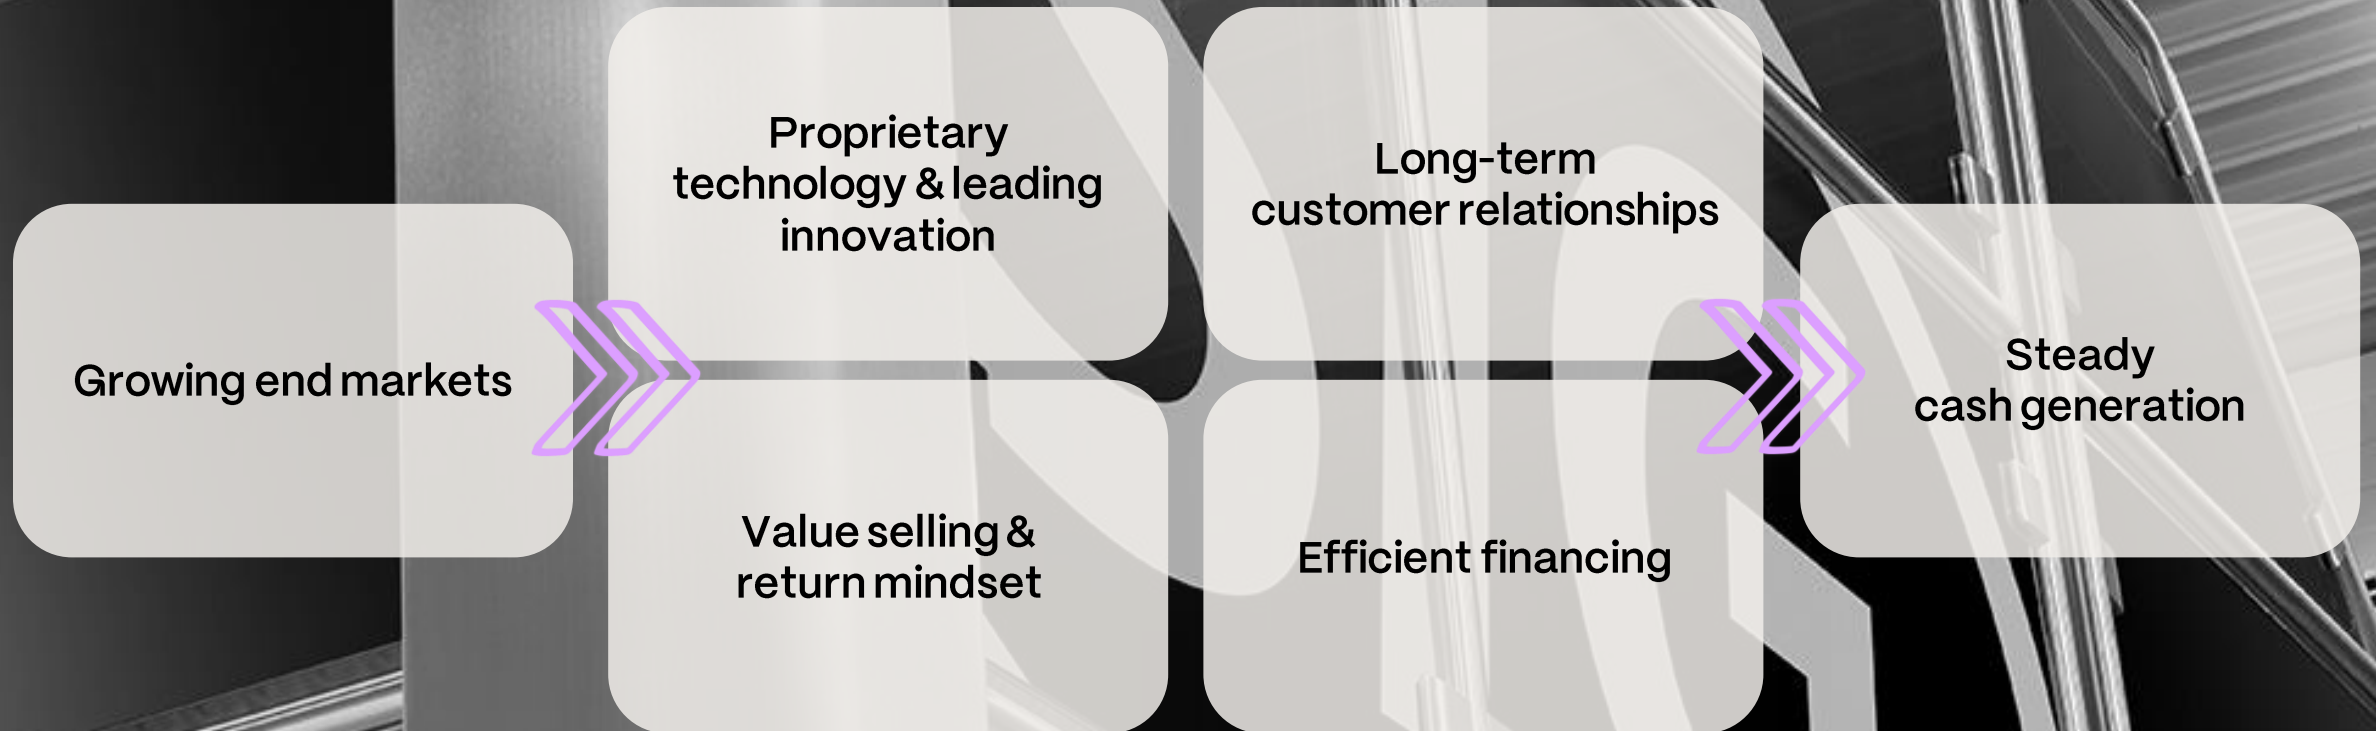 Growing end markets
Proprietary
technology & leading
innovation
Long-term
customer relationships
Value selling &
return mindset
Efficient financing
Steady
cash generation